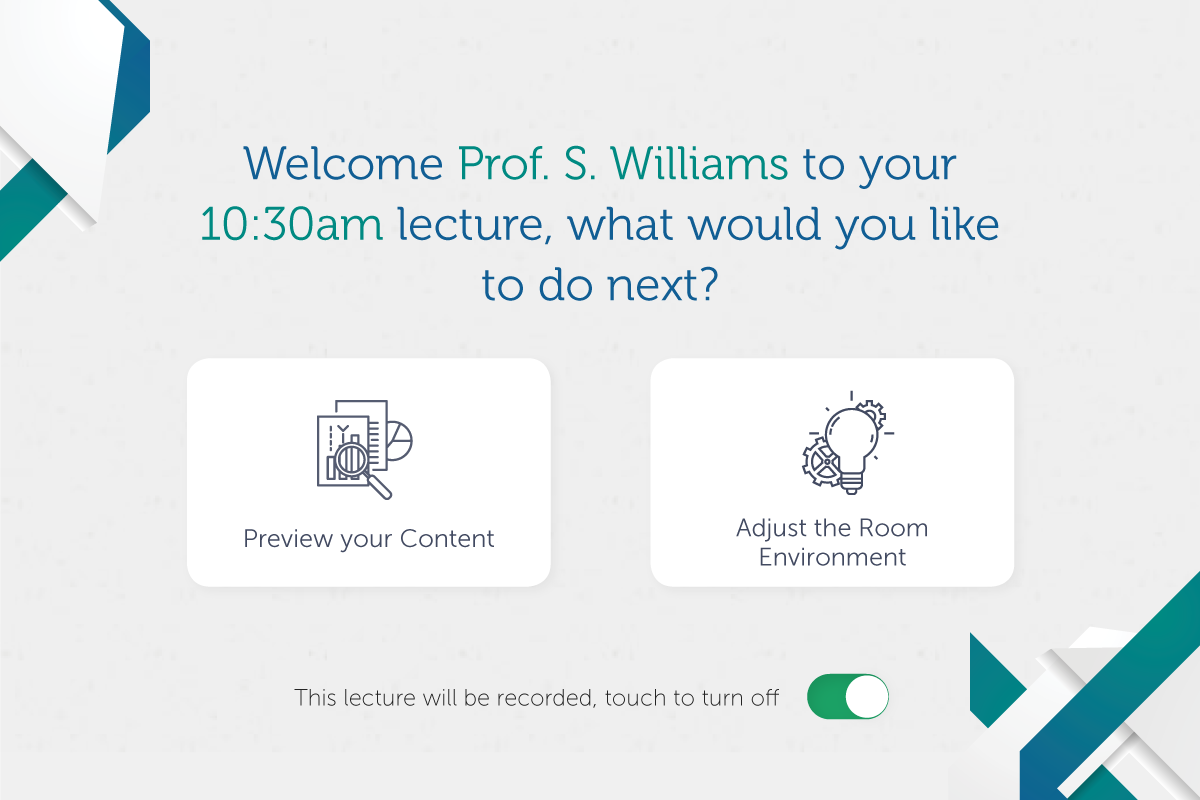 Welcome Prof. S. Williams to your
10:30am lecture, what would you like
to do next?
Preview your Content
Adjust the Room
Environment
This lecture will be recorded, touch to turn off